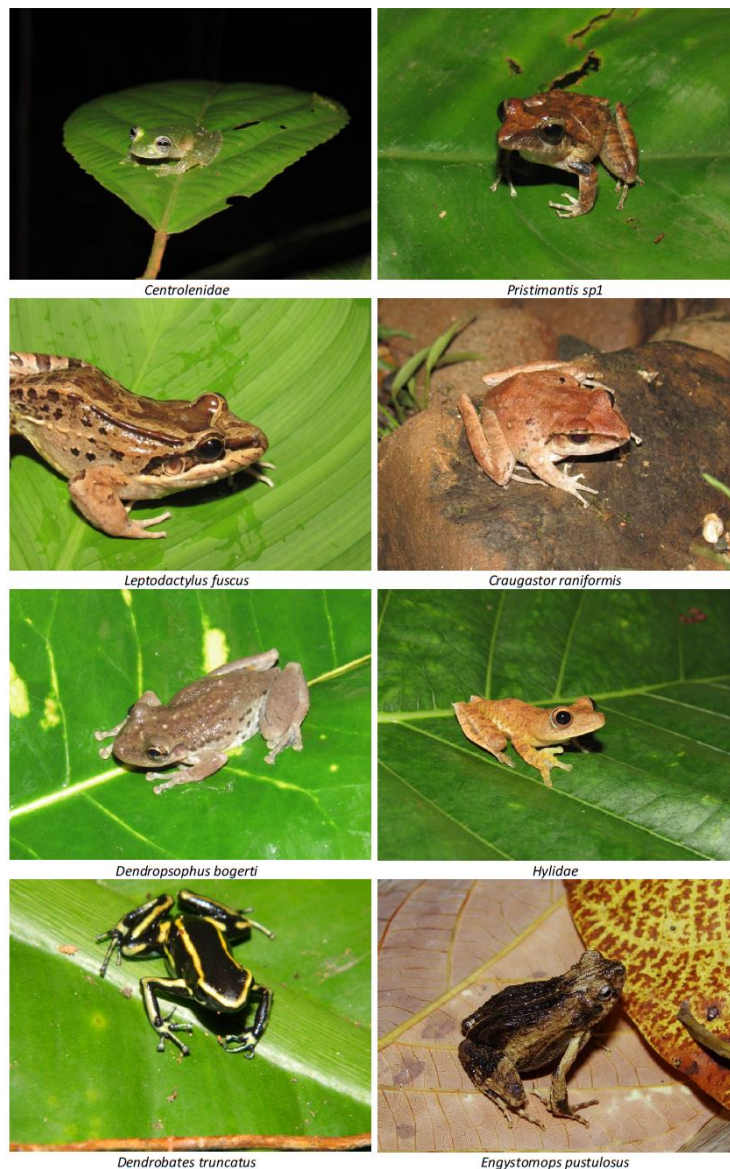 Centrolenidae
Pristimantis sp1
Leptodactylus fuscus
Craugastor raniformis
Dendropsophus bogerti
Hylidae
Dendrobates truncatus
Engystomops pustulosus